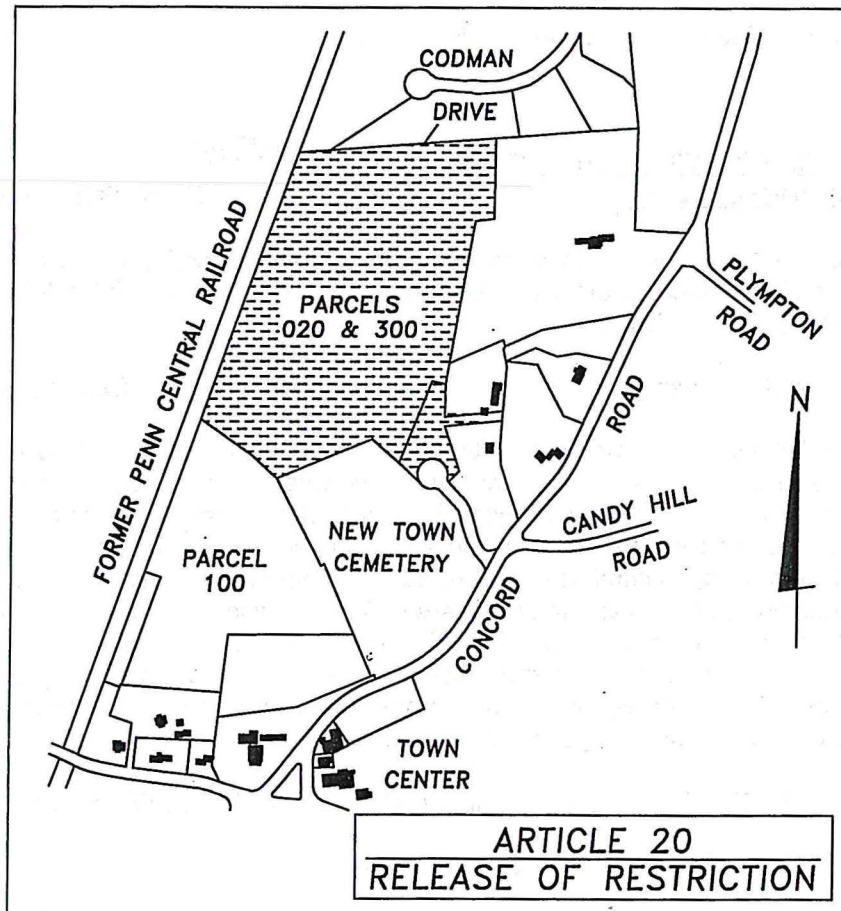 CODMAN
DRIVE
FORMER PENN CENTRAL RAILROAD
PARCELS
020 & 300
PLYMPTON
ROAD
N
ROAD
CANDY HILL
ROAD
NEW TOWN
CEMETERY
PARCEL
100
CONCORD
TOWN
CENTER
ARTICLE 20
RELEASE OF RESTRICTION